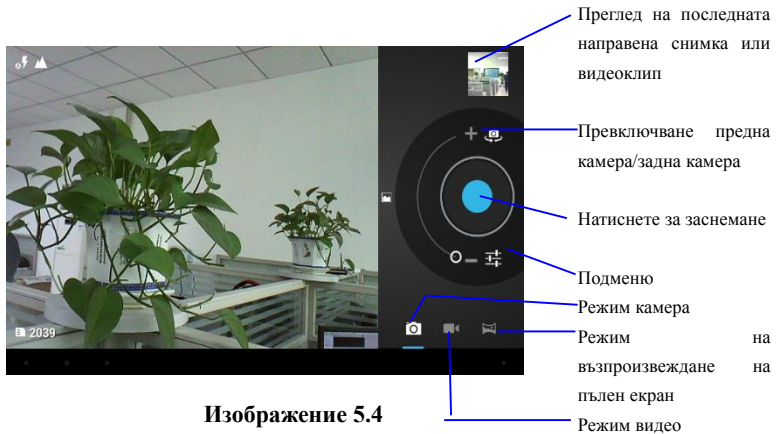 Преглед на последната
направена снимка или
видеоклип
Превключване предна
камера/задна камера
Натиснете за заснемане
Подменю
Режим камера
Режим на
възпроизвеждане на
пълен екран
Режим видео
2039
Изображение 5.4